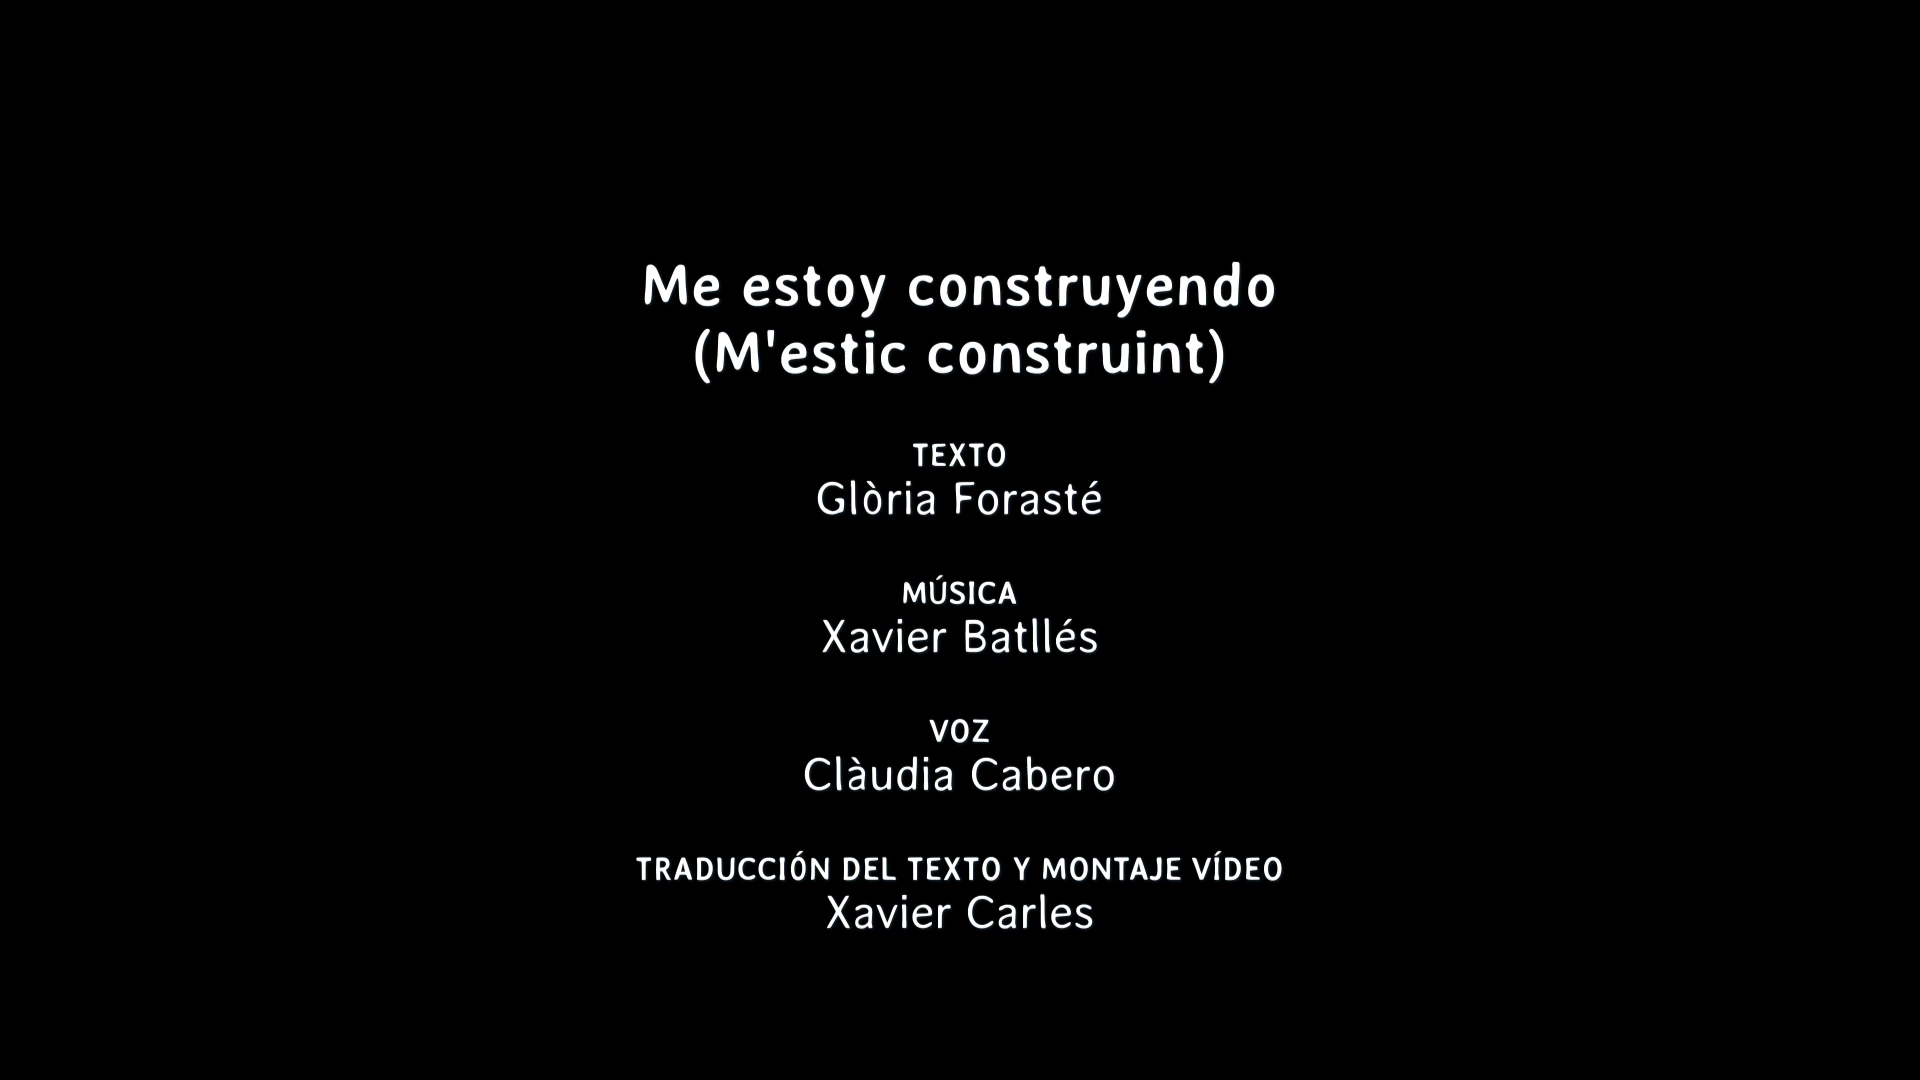 Me estoy construyendo
(M'estic construint)
TEXTO
Glòria Forasté
MÚSICA
Xavier Batllés
VOZ
Clàudia Cabero
TRADUCCIÓN DEL TEXTO Y MONTAJE VÍDEO
Xavier Carles